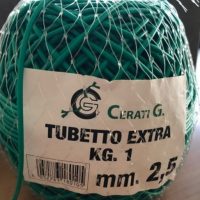 CERATI G.
TUBETTO EXTRA
KG. 1
mm. 2,5